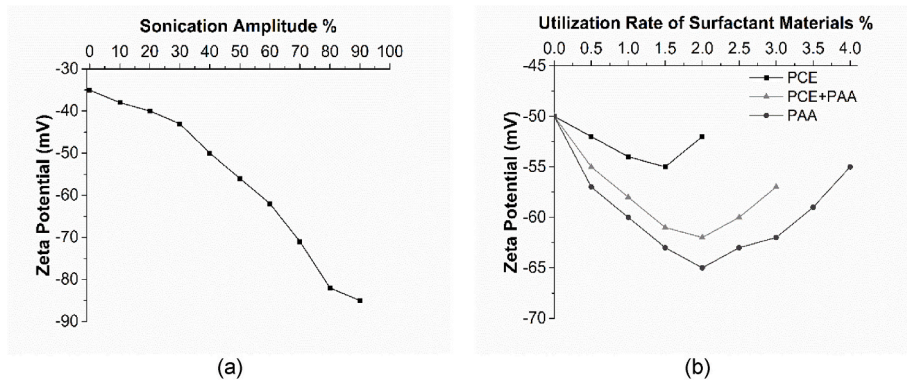 Sonication Amplitude %
0 10 20 30 40 50 60 70 80 90 100
-30
-40
-50
-60
-70
-80
-90
Zeta Potential (mV)
(a)
Utilization Rate of Surfactant Materials %
0.0 0.5 1.0 1.5 2.0 2.5 3.0 3.5 4.0
-45
-50
-55
-60
-65
-70
Zeta Potential (mV)
PCE
PCE+PAA
PAA
(b)